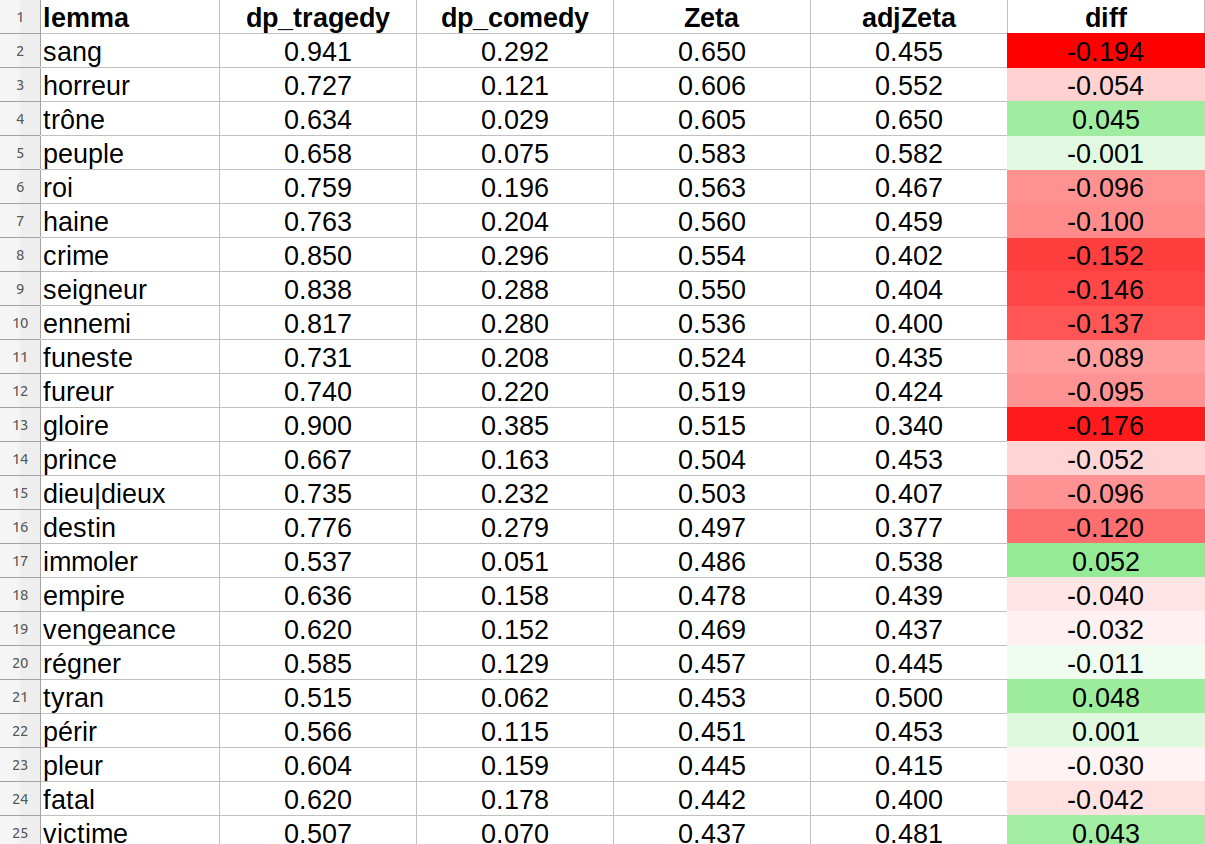 1 lemma dp_tragedy dp_comedy Zeta adjZeta diff
2 sang 0.941 0.292 0.650 0.455 -0.194
3 horreur 0.727 0.121 0.606 0.552 -0.054
4 trône 0.634 0.029 0.605 0.650 0.045
5 peuple 0.658 0.075 0.583 0.582 -0.001
6 roi 0.759 0.196 0.563 0.467 -0.096
7 haine 0.763 0.204 0.560 0.459 -0.100
8 crime 0.850 0.296 0.554 0.402 -0.152
9 seigneur 0.838 0.288 0.550 0.404 -0.146
10 ennemi 0.817 0.280 0.536 0.400 -0.137
11 funeste 0.731 0.208 0.524 0.435 -0.089
12 fureur 0.740 0.220 0.519 0.424 -0.095
13 gloire 0.900 0.385 0.515 0.340 -0.176
14 prince 0.667 0.163 0.504 0.453 -0.052
15 dieu|dieux 0.735 0.232 0.503 0.407 -0.096
16 destin 0.776 0.279 0.497 0.377 -0.120
17 immoler 0.537 0.051 0.486 0.538 0.052
18 empire 0.636 0.158 0.478 0.439 -0.040
19 vengeance 0.620 0.152 0.469 0.437 -0.032
20 régner 0.585 0.129 0.457 0.445 -0.011
21 tyran 0.515 0.062 0.453 0.500 0.048
22 périr 0.566 0.115 0.451 0.453 0.001
23 pleur 0.604 0.159 0.445 0.415 -0.030
24 fatal 0.620 0.178 0.442 0.400 -0.042
25 victime 0.507 0.070 0.437 0.481 0.043